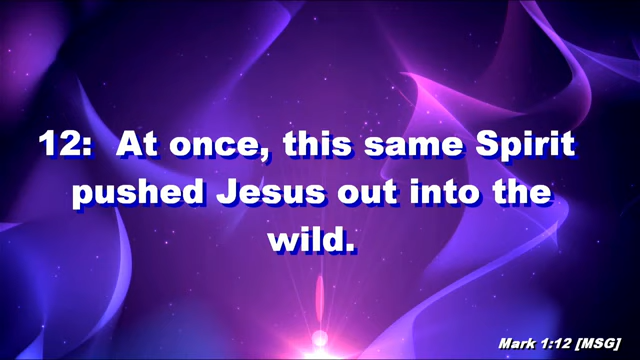 12: At once, this same Spirit
pushed Jesus out into the
wild.
Mark 1:12 [MSG]